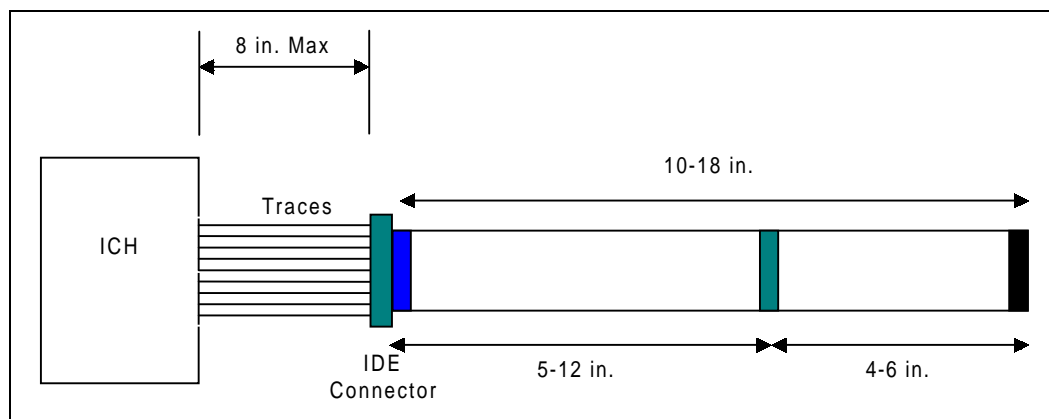 8 in. Max
10-18 in.
Traces
ICH
IDE
Connector
5-12 in.
4-6 in.